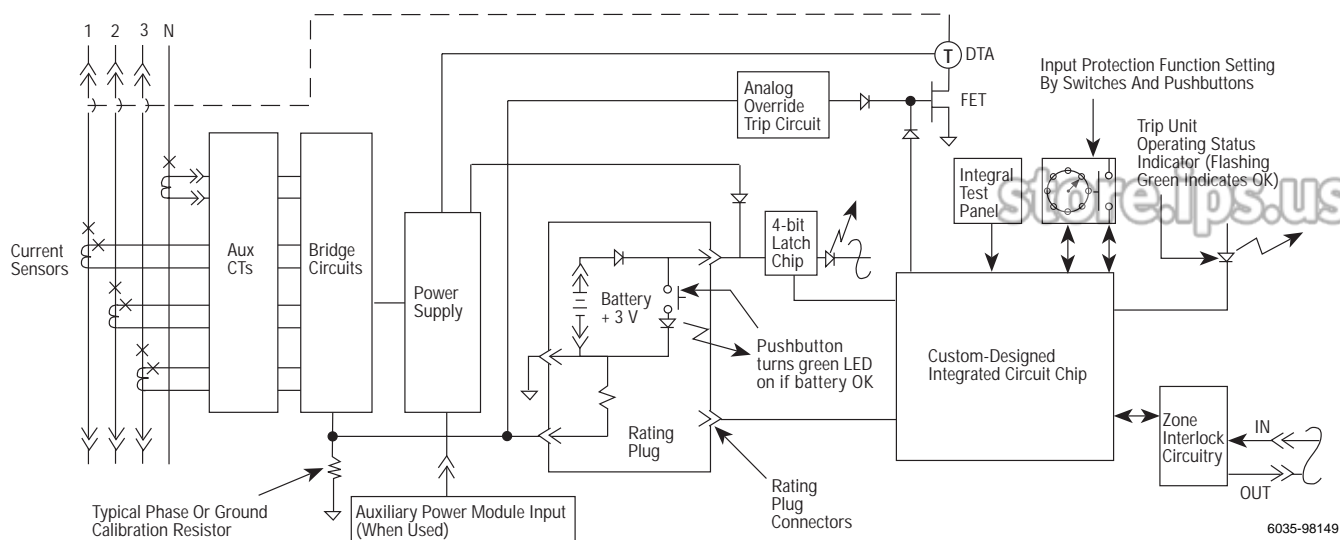 1 2 3 N
T
DTA
FET
Analog
Override
Trip Circuit
Input Protection Function Setting
By Switches And Pushbuttons
Trip Unit
Operating Status
Indicator (Flashing
Green Indicates OK)
Integral
Test
Panel
store.ips.us
Current
Sensors
Aux
CTs
Bridge
Circuits
Power
Supply
Battery
+ 3 V
4-bit
Latch
Chip
Pushbutton
turns green LED
on if battery OK
Custom-Designed
Integrated Circuit Chip
Rating
Plug
Zone
Interlock
Circuitry
IN
OUT
Typical Phase Or Ground
Calibration Resistor
Auxiliary Power Module Input
(When Used)
Rating
Plug
Connectors
6035-98149